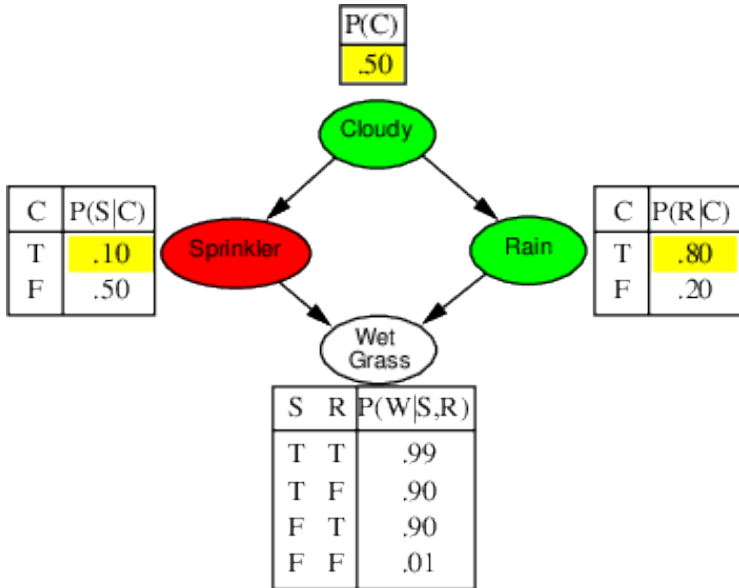 P(C)
.50
Cloudy
C P(S|C)
T .10
F .50
Sprinkler
Rain
C P(R|C)
T .80
F .20
Wet
Grass
S R P(W|S,R)
T T .99
T F .90
F T .90
F F .01